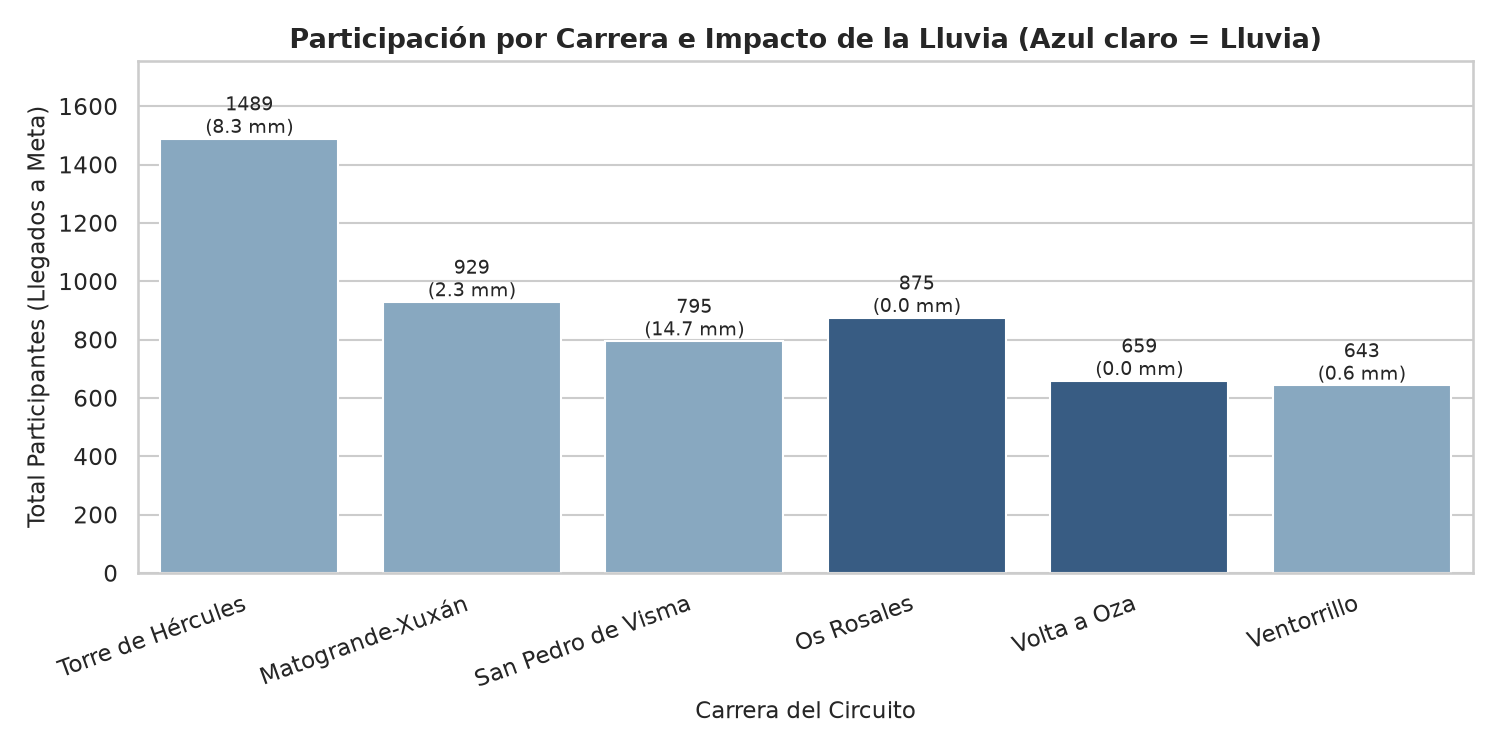 Participación por Carrera e Impacto de la Lluvia (Azul claro = Lluvia)
Total Participantes (Llegados a Meta)
1600
1400
1200
1000
800
600
400
200
0
1489
(8.3 mm)
929
(2.3 mm)
795
(14.7 mm)
875
(0.0 mm)
659
(0.0 mm)
643
(0.6 mm)
Torre de Hércules
Matogrande-Xuxán
San Pedro de Visma
Os Rosales
Volta a Oza
Ventorrillo
Carrera del Circuito